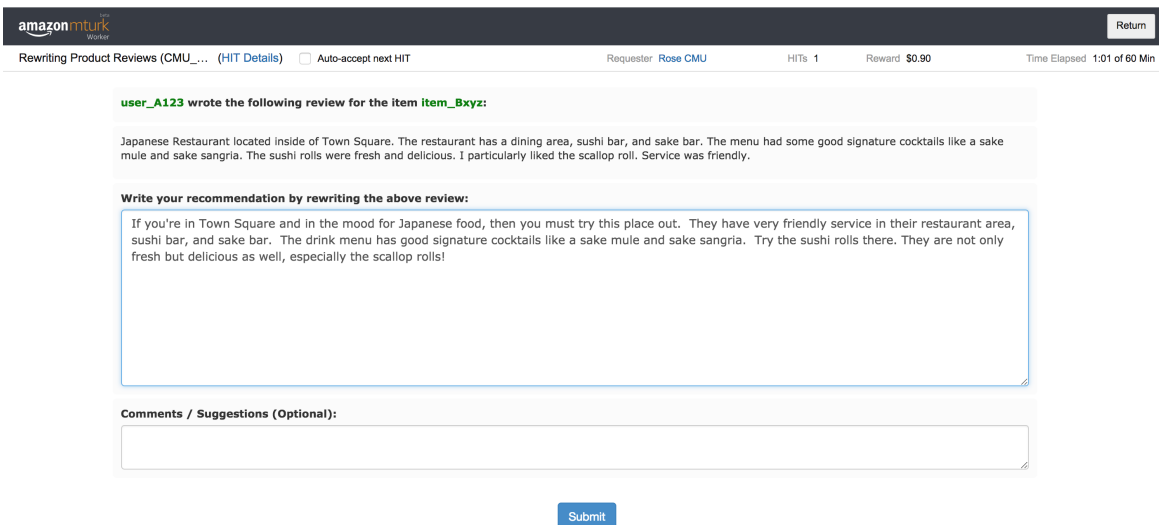 beta
amazonmturk
Worker
Return
Rewriting Product Reviews (CMU_... (HIT Details) Auto-accept next HIT Requester Rose CMU HITs 1 Reward $0.90 Time Elapsed 1:01 of 60 Min
user_A123 wrote the following review for the item item_Bxyz:
Japanese Restaurant located inside of Town Square. The restaurant has a dining area, sushi bar, and sake bar. The menu had some good signature cocktails like a sake
mule and sake sangria. The sushi rolls were fresh and delicious. I particularly liked the scallop roll. Service was friendly.
Write your recommendation by rewriting the above review:
If you're in Town Square and in the mood for Japanese food, then you must try this place out. They have very friendly service in their restaurant area,
sushi bar, and sake bar. The drink menu has good signature cocktails like a sake mule and sake sangria. Try the sushi rolls there. They are not only
fresh but delicious as well, especially the scallop rolls!
Comments / Suggestions (Optional):
Submit